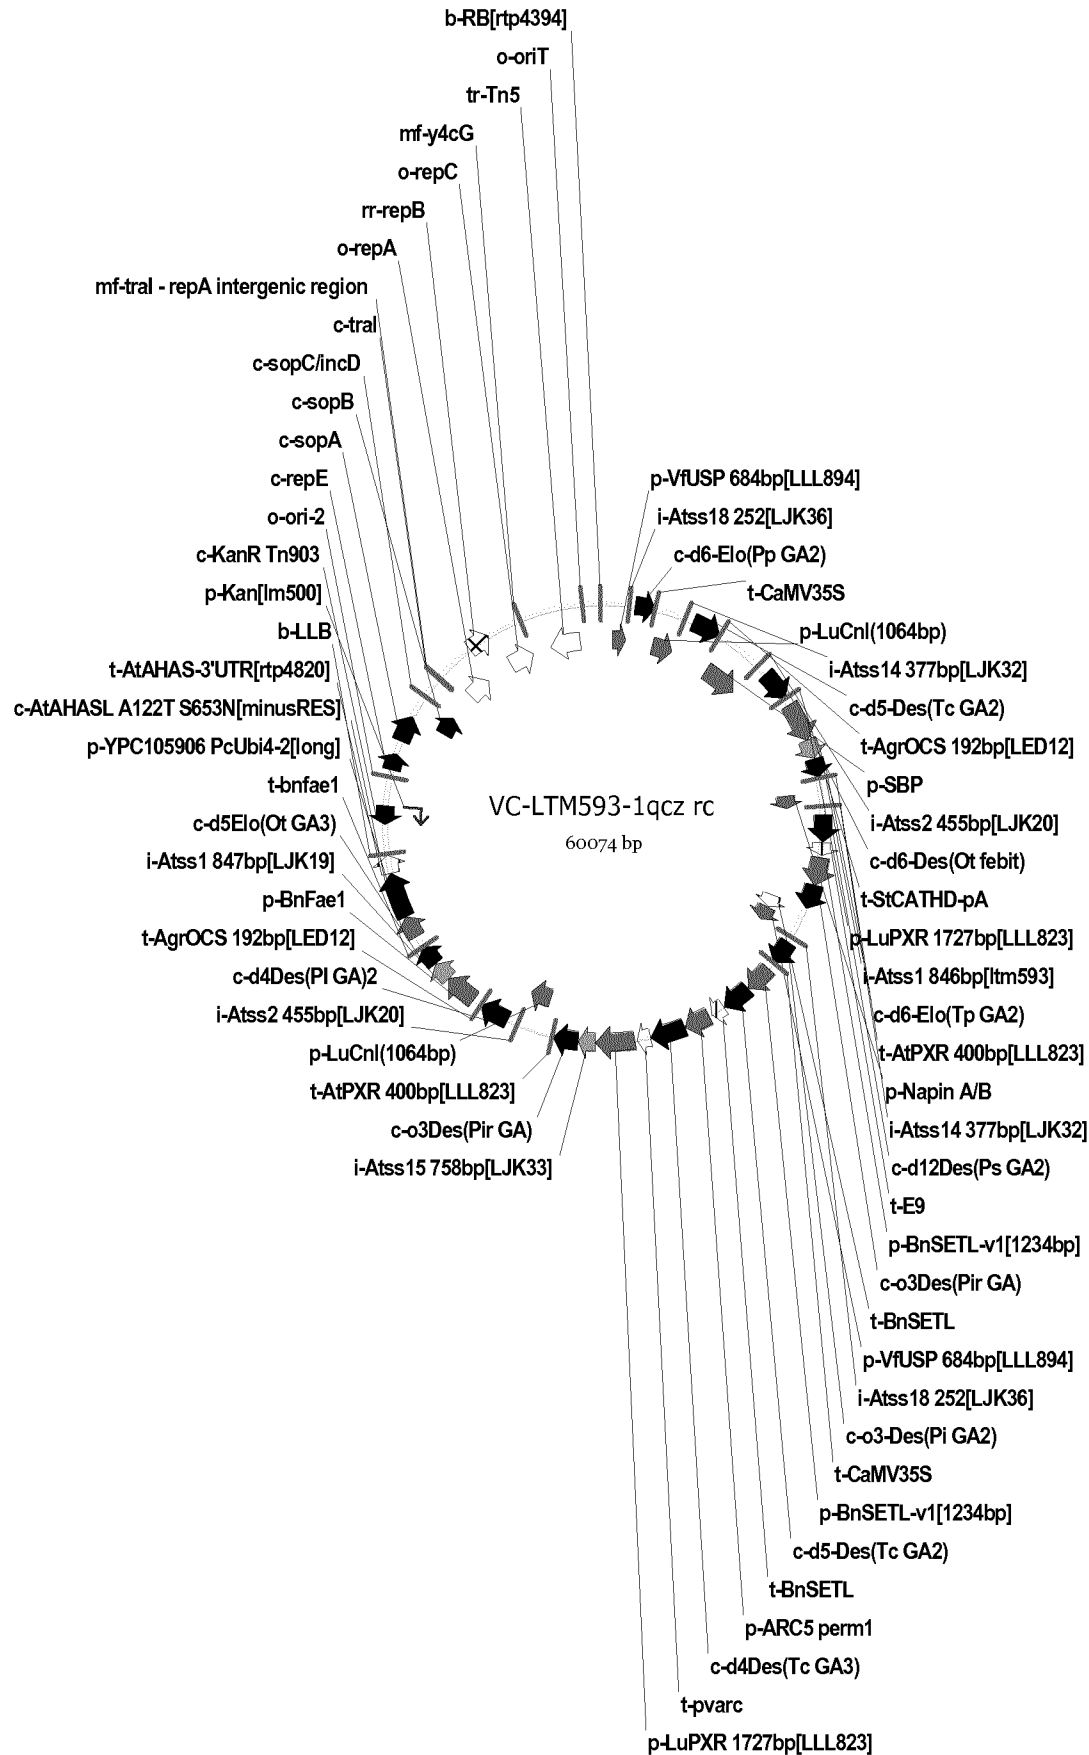 b-RB[rtp4394]
o-oriT
tr-Tn5
mf-y4cG
o-repC
rr-repB
o-repA
mf-traI - repA intergenic region
c-traI
c-sopC/incD
c-sopB
c-sopA
c-repE
o-ori-2
c-KanR Tn903
p-Kan[lm500]
b-LLB
t-AtAHAS-3'UTR[rtp4820]
c-AtAHASL A122T S653N[minusRES]
p-YPC105906 PcUbi4-2[long]
t-bnfae1
c-d5Elo(Ot GA3)
i-Atss1 847bp[LJK19]
p-BnFae1
t-AgrOCS 192bp[LED12]
c-d4Des(Pl GA)2
i-Atss2 455bp[LJK20]
p-LuCnl(1064bp)
t-AtPXR 400bp[LLL823]
c-o3Des(Pir GA)
i-Atss15 758bp[LJK33]
VC-LTM593-1qcz rc
60074 bp
p-VfUSP 684bp[LLL894]
i-Atss18 252[LJK36]
c-d6-Elo(Pp GA2)
t-CaMV35S
p-LuCnl(1064bp)
i-Atss14 377bp[LJK32]
c-d5-Des(Tc GA2)
t-AgrOCS 192bp[LED12]
p-SBP
i-Atss2 455bp[LJK20]
c-d6-Des(Ot febit)
t-StCATHD-pA
p-LuPXR 1727bp[LLL823]
i-Atss1 846bp[ltm593]
c-d6-Elo(Tp GA2)
t-AtPXR 400bp[LLL823]
p-Napin A/B
i-Atss14 377bp[LJK32]
c-d12Des(Ps GA2)
t-E9
p-BnSETL-v1[1234bp]
c-o3Des(Pir GA)
t-BnSETL
p-VfUSP 684bp[LLL894]
i-Atss18 252[LJK36]
c-o3-Des(Pi GA2)
t-CaMV35S
p-BnSETL-v1[1234bp]
c-d5-Des(Tc GA2)
t-BnSETL
p-ARC5 perm1
c-d4Des(Tc GA3)
t-pvarc
p-LuPXR 1727bp[LLL823]